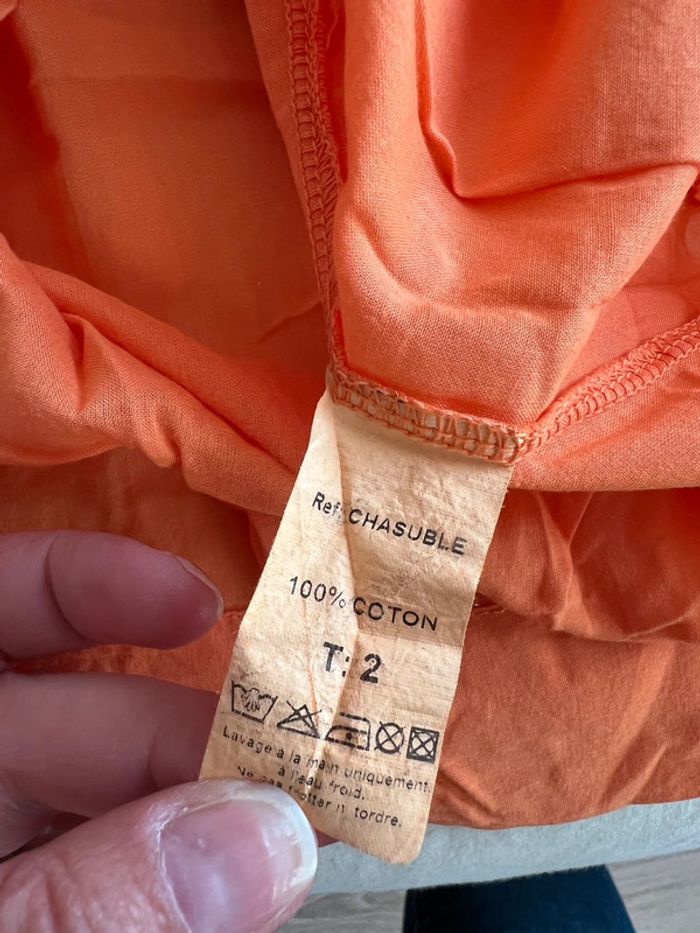 Ref: CHASUBLE
100% COTON
T: 2
Lavage à la main uniquement
à l'eau froid.
Ne pas frotter ni tordre.